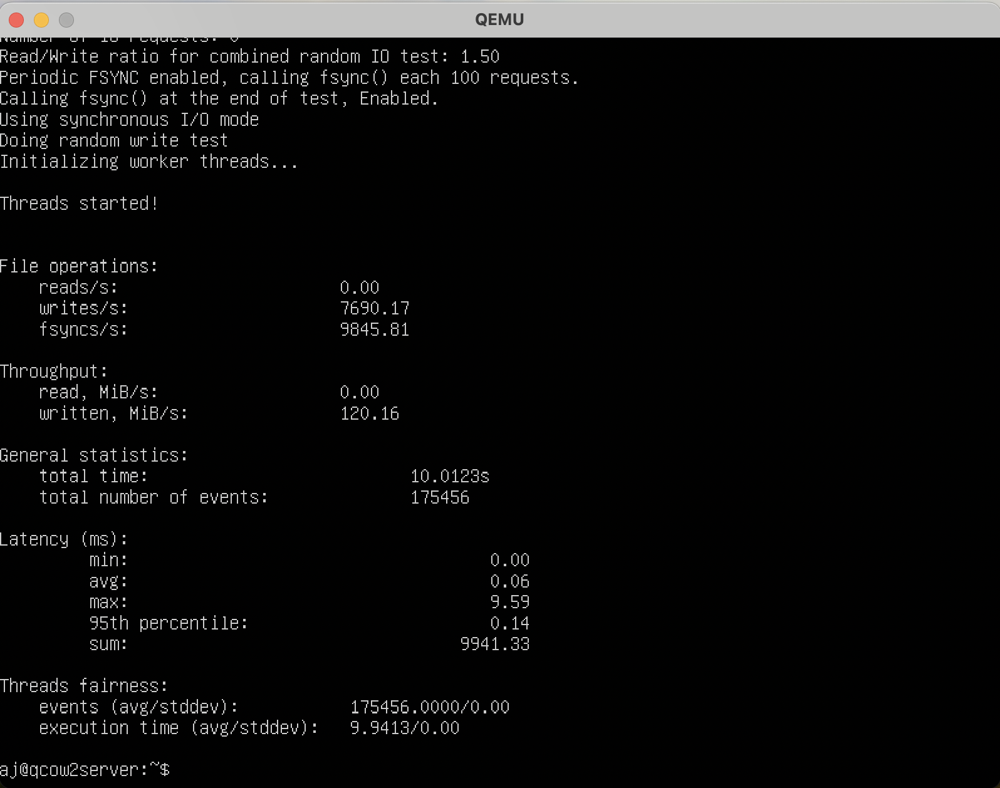 QEMU
Number of IO requests: 0
Read/Write ratio for combined random IO test: 1.50
Periodic FSYNC enabled, calling fsync() each 100 requests.
Calling fsync() at the end of test, Enabled.
Using synchronous I/O mode
Doing random write test
Initializing worker threads...
Threads started!
File operations:
reads/s: 0.00
writes/s: 7690.17
fsyncs/s: 9845.81
Throughput:
read, MiB/s: 0.00
written, MiB/s: 120.16
General statistics:
total time: 10.0123s
total number of events: 175456
Latency (ms):
min: 0.00
avg: 0.06
max: 9.59
95th percentile: 0.14
sum: 9941.33
Threads fairness:
events (avg/stddev): 175456.0000/0.00
execution time (avg/stddev): 9.9413/0.00
aj@qcow2server:~$